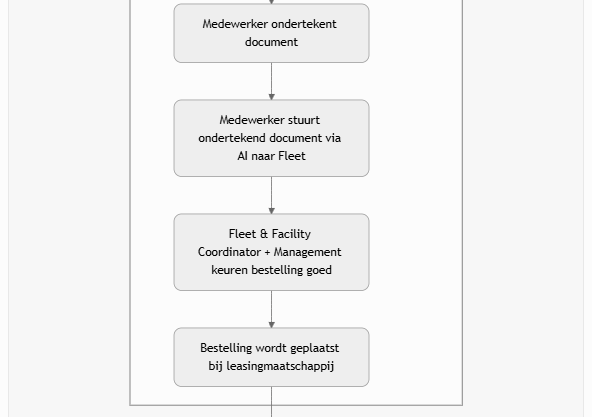 Medewerker ondertekent
document
Medewerker stuurt
ondertekend document via
AI naar Fleet
Fleet & Facility
Coordinator + Management
keuren bestelling goed
Bestelling wordt geplaatst
bij leasingmaatschappij